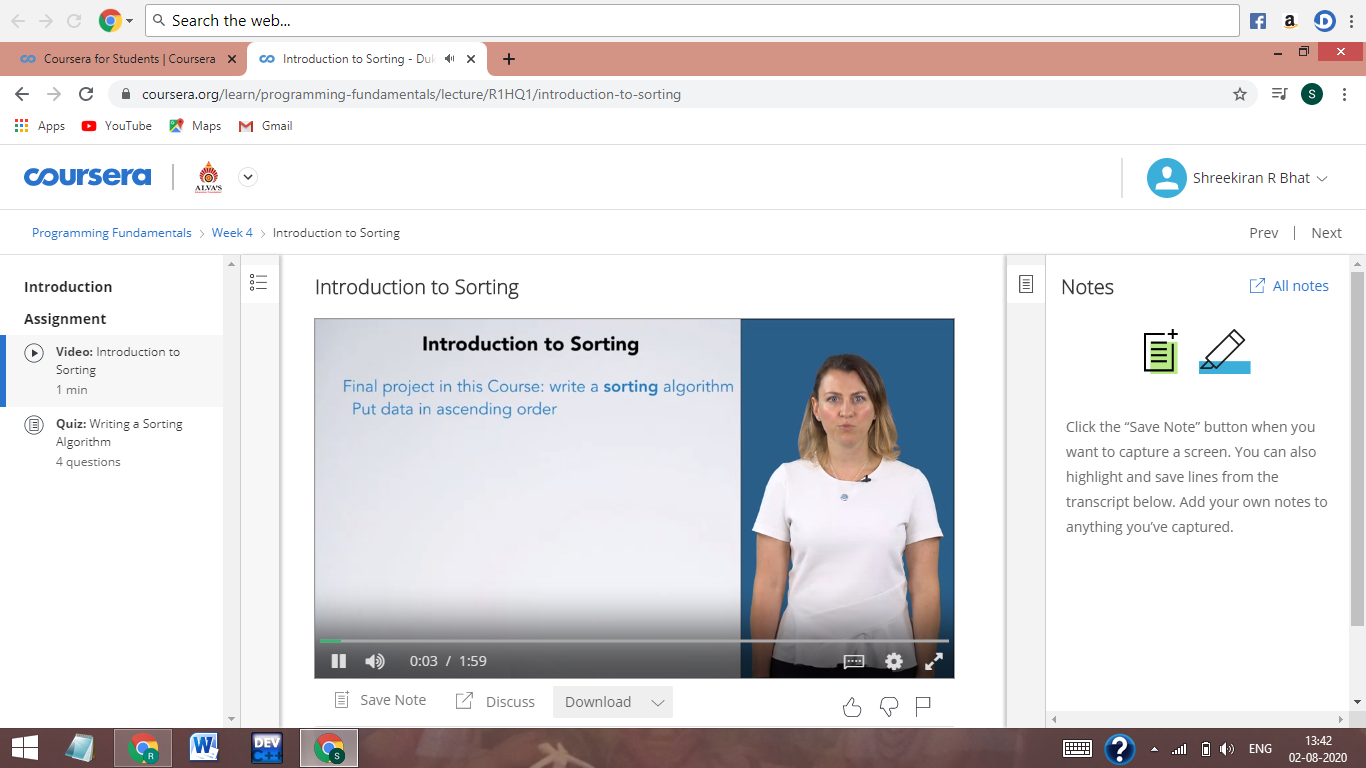 Search the web...
Coursera for Students | Coursera
Introduction to Sorting - Du
coursera.org/learn/programming-fundamentals/lecture/R1HQ1/introduction-to-sorting
S
Apps YouTube Maps Gmail
coursera
ALVA'S
Shreekiran R Bhat
Programming Fundamentals > Week 4 > Introduction to Sorting
Prev | Next
Introduction
Assignment
Video: Introduction to
Sorting
1 min
Quiz: Writing a Sorting
Algorithm
4 questions
Introduction to Sorting
Introduction to Sorting
Final project in this Course: write a sorting algorithm
Put data in ascending order
0:03 / 1:59
Save Note Discuss Download
Notes
All notes
Click the “Save Note” button when you
want to capture a screen. You can also
highlight and save lines from the
transcript below. Add your own notes to
anything you’ve captured.
R
W
DEV
C++
S
?
ENG
13:42
02-08-2020